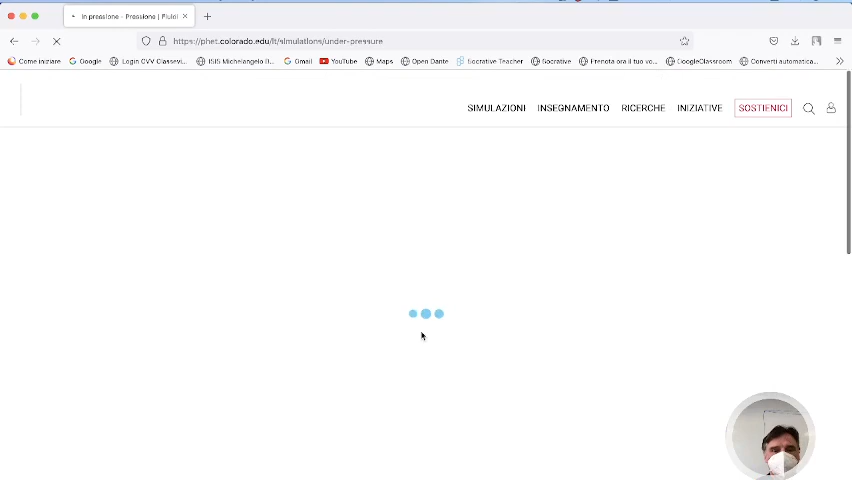 In pressione - Pressione | Fluidi
https://phet.colorado.edu/it/simulations/under-pressure
Come iniziare Google Login CVV Classevi... ISIS Michelangelo Il... Gmail YouTube Maps Open Dante Socrative Teacher Socrative Prenota ora il tuo vo... GoogleClassroom Converti automatica...
SIMULAZIONI INSEGNAMENTO RICERCHE INIZIATIVE SOSTIENICI